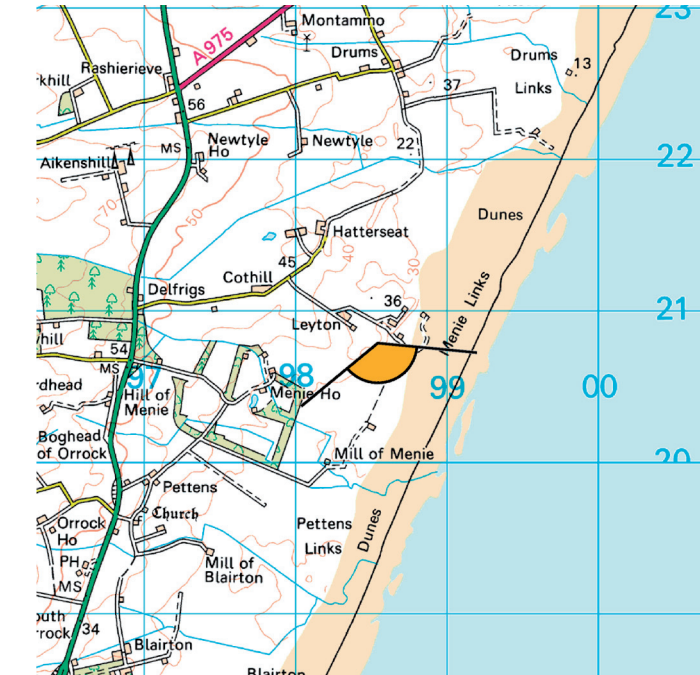 23
Montammo
A 975
Drums
Drums
13
Rashierieve
Links
khill
37
56
MS
Newtyle
Ho
Newtyle
22
22
Aikenshill
70
50
Dunes
Hatterseat
40
30
45
Cothill
Delfrigs
36
21
Leyton
Menie Links
hill
54
MS
97
98
99
00
rdhead
Hill of
Menie
Menie Ho
Boghead
of Orrock
Mill of Menie
20
Pettens
Church
Orrock
Ho
Pettens
Links
Dunes
PH
MS
Mill of
Blairton
outh
rrock
34
Blairton
Blairton